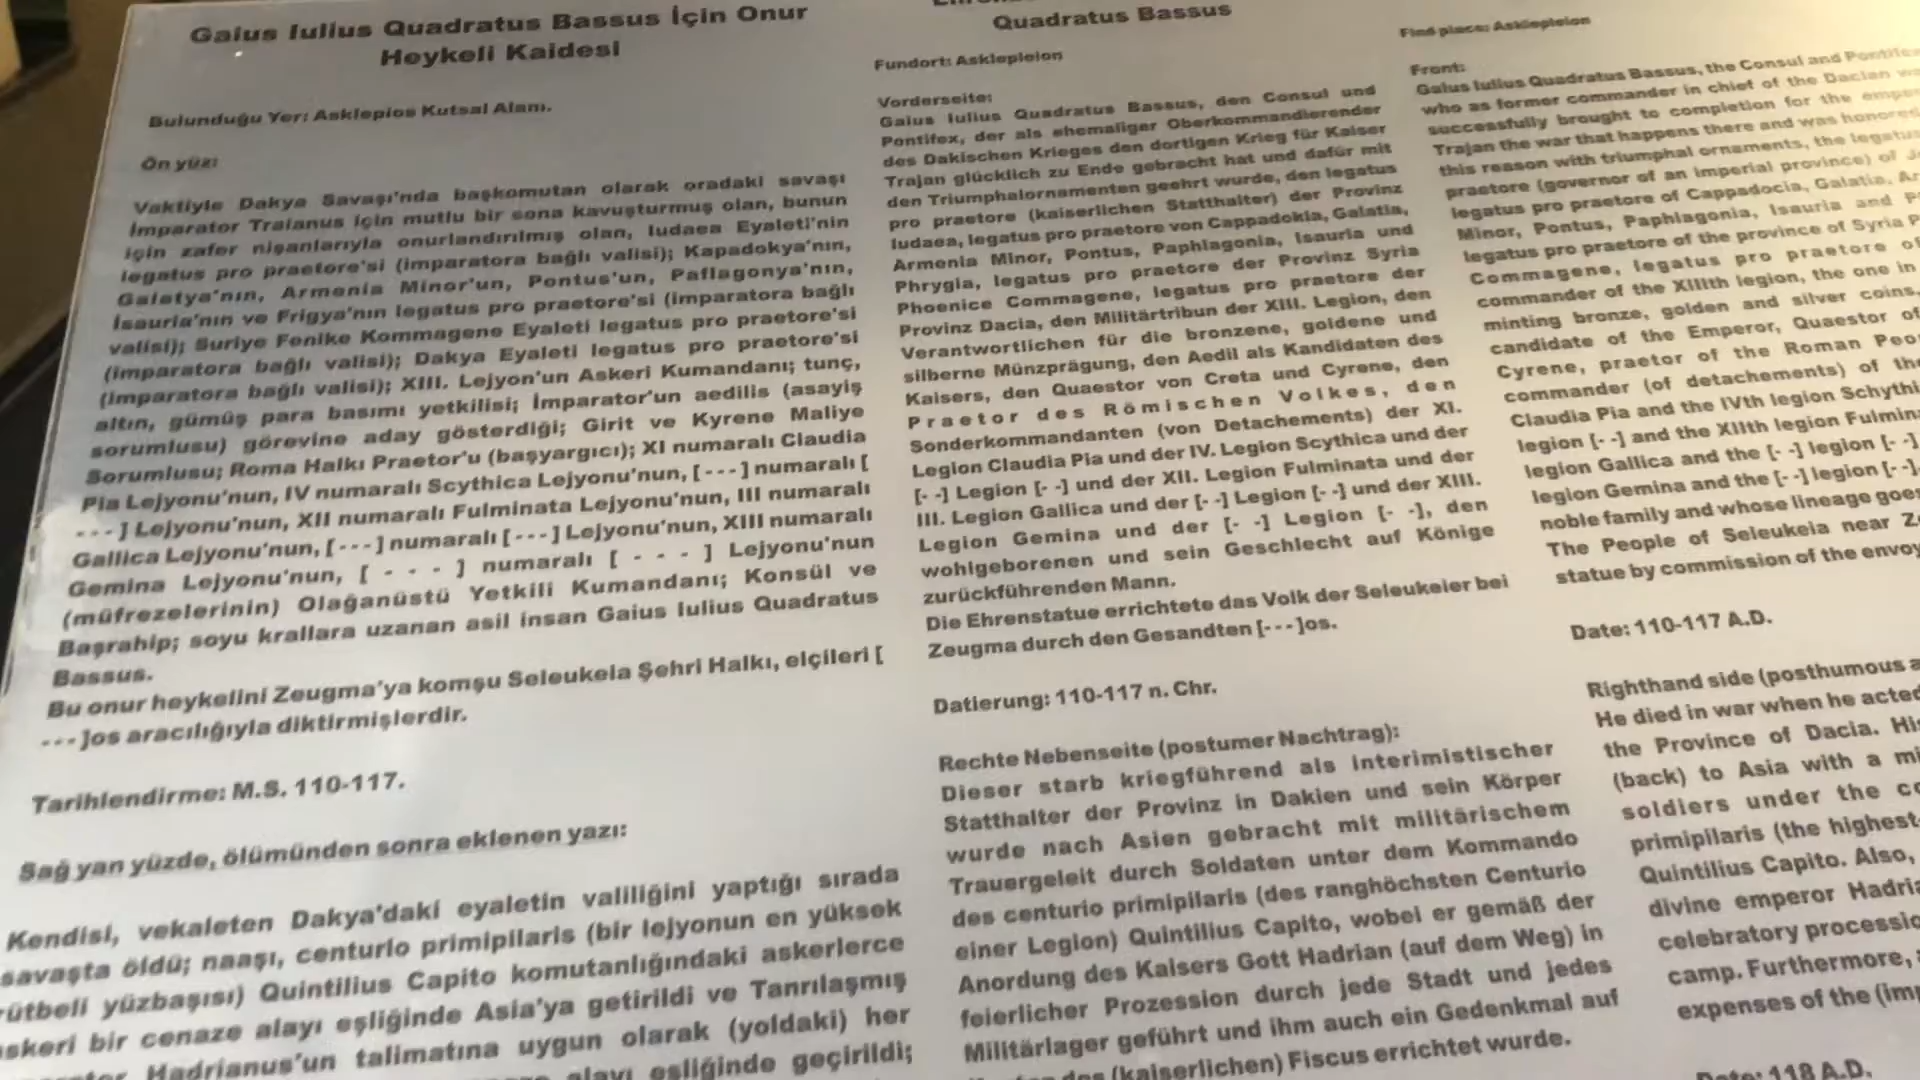 Gaius Iulius Quadratus Bassus İçin Onur
Heykeli Kaidesi
Bulunduğu Yer: Asklepios Kutsal Alanı.
Ön yüz:
Vaktiyle Dakya Savaşı'nda başkomutan olarak oradaki savaşı
İmparator Traianus için mutlu bir sona kavuşturmuş olan, bunun
için zafer nişanlarıyla onurlandırılmış olan, Iudaea Eyaleti'nin
legatus pro praetore'si (imparatora bağlı valisi); Kapadokya'nın,
Galatya'nın, Armenia Minor'un, Pontus'un, Paflagonya'nın,
İsauria'nın ve Frigya'nın legatus pro praetore'si (imparatora bağlı
valisi); Suriye Fenike Kommagene Eyaleti legatus pro praetore'si
(imparatora bağlı valisi); Dakya Eyaleti legatus pro praetore'si
(imparatora bağlı valisi); XIII. Lejyon'un Askeri Kumandanı; tunç,
altın, gümüş para basımı yetkilisi; İmparator'un aedilis (asayiş
sorumlusu) görevine aday gösterdiği; Girit ve Kyrene Maliye
Sorumlusu; Roma Halkı Praetor'u (başyargıcı); XI numaralı Claudia
Pia Lejyonu'nun, IV numaralı Scythica Lejyonu'nun, [ - - - ] numaralı [
- - - ] Lejyonu'nun, XII numaralı Fulminata Lejyonu'nun, III numaralı
Gallica Lejyonu'nun, [ - - - ] numaralı [ - - - ] Lejyonu'nun, XIII numaralı
Gemina Lejyonu'nun, [ - - - ] numaralı [ - - - ] Lejyonu'nun
(müfrezelerinin) Olağanüstü Yetkili Kumandanı; Konsül ve
Başrahip; soyu krallara uzanan asil insan Gaius Iulius Quadratus
Bassus.
Bu onur heykelini Zeugma'ya komşu Seleukeia Şehri Halkı, elçileri [
- - - ]os aracılığıyla diktirmişlerdir.
Tarihlendirme: M.S. 110-117.
Sağ yan yüzde, ölümünden sonra eklenen yazı:
Kendisi, vekaleten Dakya'daki eyaletin valiliğini yaptığı sırada
savaşta öldü; naaşı, centurio primipilaris (bir lejyonun en yüksek
rütbeli yüzbaşısı) Quintilius Capito komutanlığındaki askerlerce
askeri bir cenaze alayı eşliğinde Asia'ya getirildi ve Tanrılaşmış
Hadrianus'un talimatına uygun olarak (yoldaki) her
alayı eşliğinde geçirildi;
Quadratus Bassus
Fundort: Asklepieion
Vorderseite:
Gaius Iulius Quadratus Bassus, den Consul und
Pontifex, der als ehemaliger Oberkommandierender
des Dakischen Krieges den dortigen Krieg für Kaiser
Trajan glücklich zu Ende gebracht hat und dafür mit
den Triumphalornamenten geehrt wurde, den legatus
pro praetore (kaiserlichen Statthalter) der Provinz
Iudaea, legatus pro praetore von Cappadokia, Galatia,
Armenia Minor, Pontus, Paphlagonia, Isauria und
Phrygia, legatus pro praetore der Provinz Syria
Phoenice Commagene, legatus pro praetore der
Provinz Dacia, den Militärtribun der XIII. Legion, den
Verantwortlichen für die bronzene, goldene und
silberne Münzprägung, den Aedil als Kandidaten des
Kaisers, den Quaestor von Creta und Cyrene, den
Praetor des Römischen Volkes, den
Sonderkommandanten (von Detachements) der XI.
Legion Claudia Pia und der IV. Legion Scythica und der
[- -] Legion [- -] und der XII. Legion Fulminata und der
III. Legion Gallica und der [- -] Legion [- -] und der XIII.
Legion Gemina und der [- -] Legion [- -], den
wohlgeborenen und sein Geschlecht auf Könige
zurückführenden Mann.
Die Ehrenstatue errichtete das Volk der Seleukeier bei
Zeugma durch den Gesandten [- - -]os.
Datierung: 110-117 n. Chr.
Rechte Nebenseite (postumer Nachtrag):
Dieser starb kriegführend als interimistischer
Statthalter der Provinz in Dakien und sein Körper
wurde nach Asien gebracht mit militärischem
Trauergeleit durch Soldaten unter dem Kommando
des centurio primipilaris (des ranghöchsten Centurio
einer Legion) Quintilius Capito, wobei er gemäß der
Anordung des Kaisers Gott Hadrian (auf dem Weg) in
feierlicher Prozession durch jede Stadt und jedes
Militärlager geführt und ihm auch ein Gedenkmal auf
des (kaiserlichen) Fiscus errichtet wurde.
Find place: Asklepieion
Front:
Gaius Iulius Quadratus Bassus, the Consul and
who as former commander in chief of the Dacian
successfully brought to completion for the
Trajan the war that happens there and was honored
this reason with triumphal ornaments, the
praetore (governor of an imperial province) of
legatus pro praetore of Cappadocia, Galatia,
Minor, Pontus, Paphlagonia, Isauria and
legatus pro praetore of the province of Syria
Commagene, legatus pro praetore of
commander of the XIIIth legion, the one in
minting bronze, golden and silver coins,
candidate of the Emperor, Quaestor of
Cyrene, praetor of the Roman
commander (of detachements) of the
Claudia Pia and the IVth legion
legion [- -] and the XIIth legion
legion Gallica and the [- -] legion [- -]
legion Gemina and the [- -] legion [- -]
noble family and whose lineage goes
The People of Seleukeia near
statue by commission of the envoy
Date: 110-117 A.D.
Righthand side (posthumous
He died in war when he acted
the Province of Dacia.
(back) to Asia with a
soldiers under the
primipilaris (the highest
Quintilius Capito. Also,
divine emperor
celebratory
camp. Furthermore,
expenses of the
Date: 118 A.D.